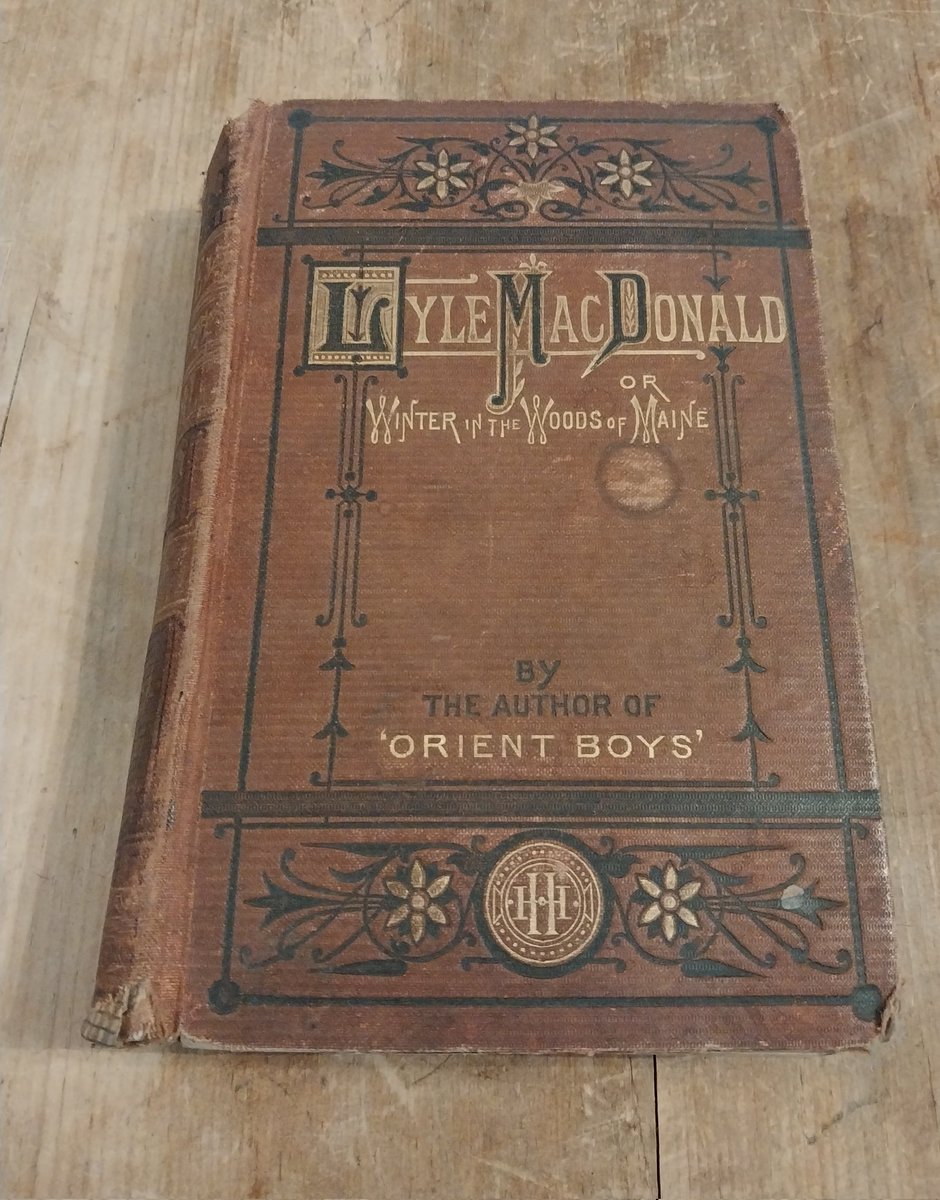 LYLE MACDONALD
OR
WINTER IN THE WOODS OF MAINE
BY
THE AUTHOR OF
'ORIENT BOYS'